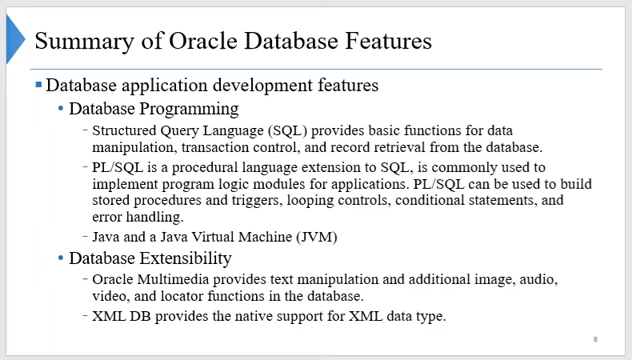 Summary of Oracle Database Features
▪ Database application development features
• Database Programming
− Structured Query Language (SQL) provides basic functions for data
manipulation, transaction control, and record retrieval from the database.
− PL/SQL is a procedural language extension to SQL, is commonly used to
implement program logic modules for applications. PL/SQL can be used to build
stored procedures and triggers, looping controls, conditional statements, and
error handling.
− Java and a Java Virtual Machine (JVM)
• Database Extensibility
− Oracle Multimedia provides text manipulation and additional image, audio,
video, and locator functions in the database.
− XML DB provides the native support for XML data type.
8